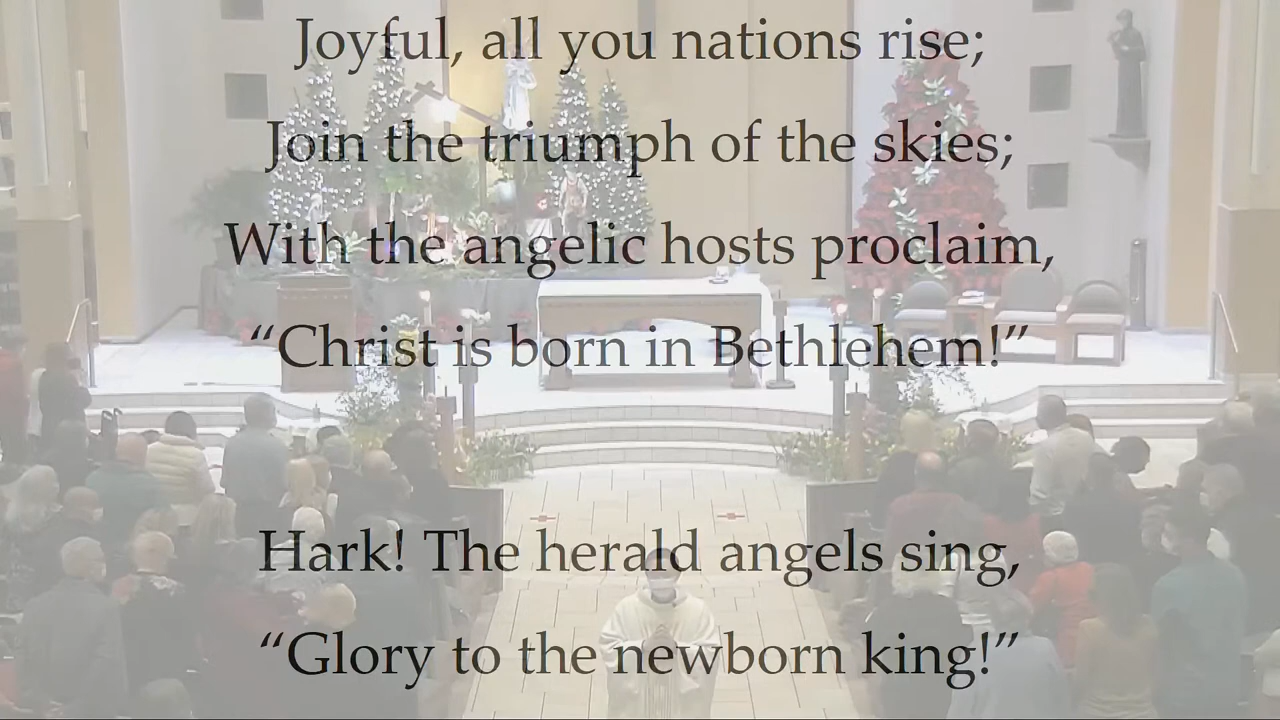 Joyful, all you nations rise;
Join the triumph of the skies;
With the angelic hosts proclaim,
“Christ is born in Bethlehem!”
Hark! The herald angels sing,
“Glory to the newborn king!”